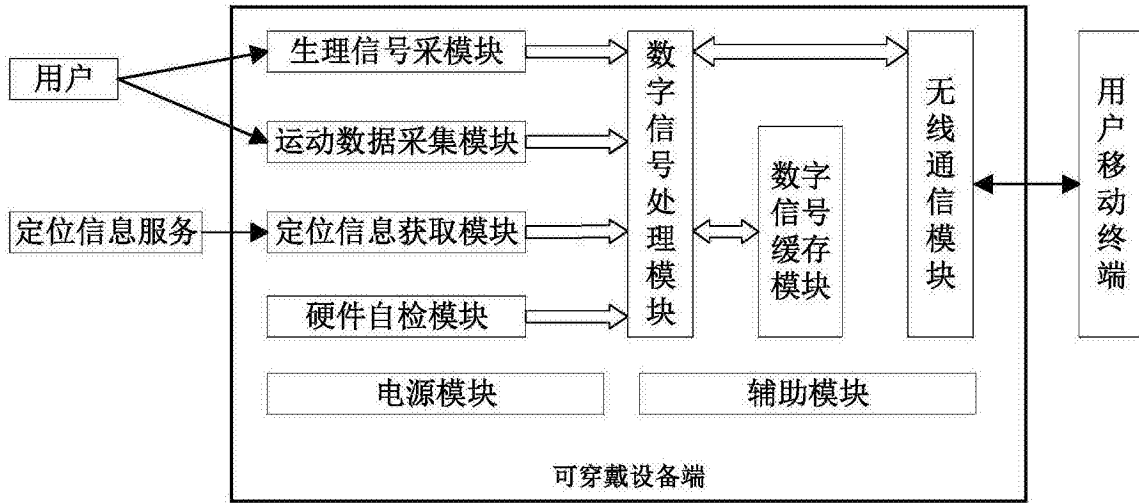 用户
定位信息服务
生理信号采模块
运动数据采集模块
定位信息获取模块
硬件自检模块
数字信号处理模块
数字
信号
缓存
模块
无线通信模块
用户移动终端
电源模块
辅助模块
可穿戴设备端